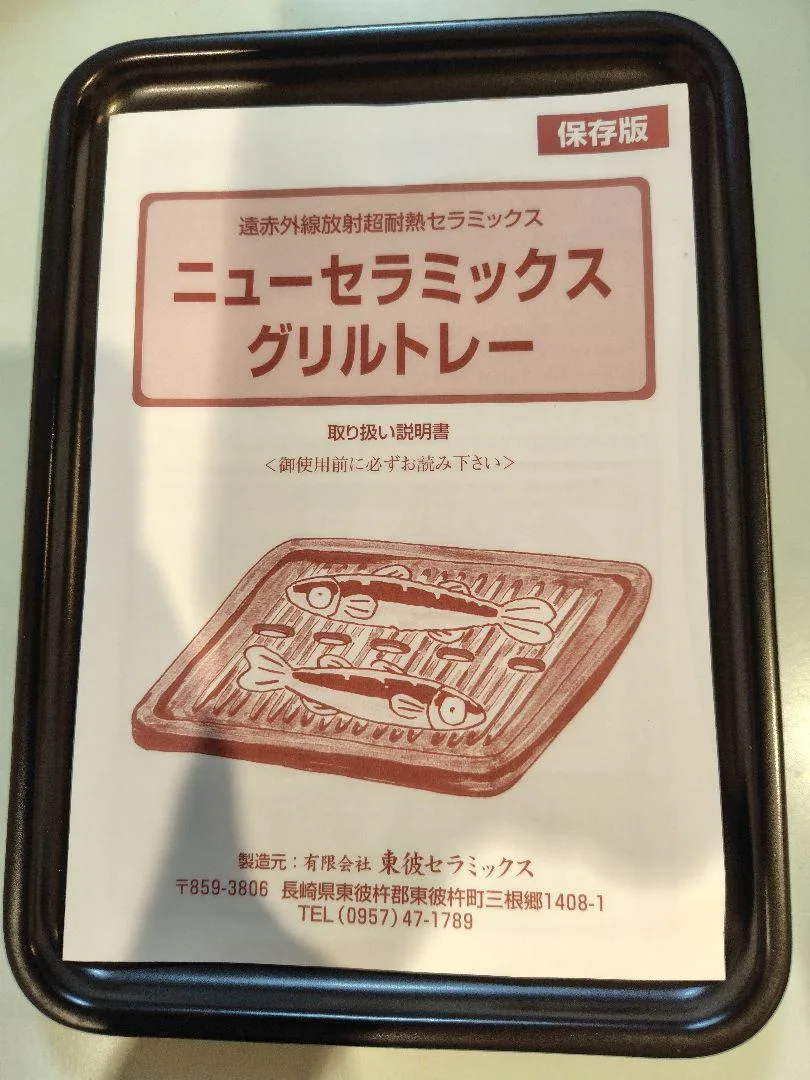 保存版
遠赤外線放射超耐熱セラミックス
ニューセラミックス
グリルトレー
取り扱い説明書
<御使用前に必ずお読み下さい>
製造元:有限会社 東彼セラミックス
〒859-3806 長崎県東彼杵郡東彼杵町三根郷1408-1
TEL(0957)47-1789